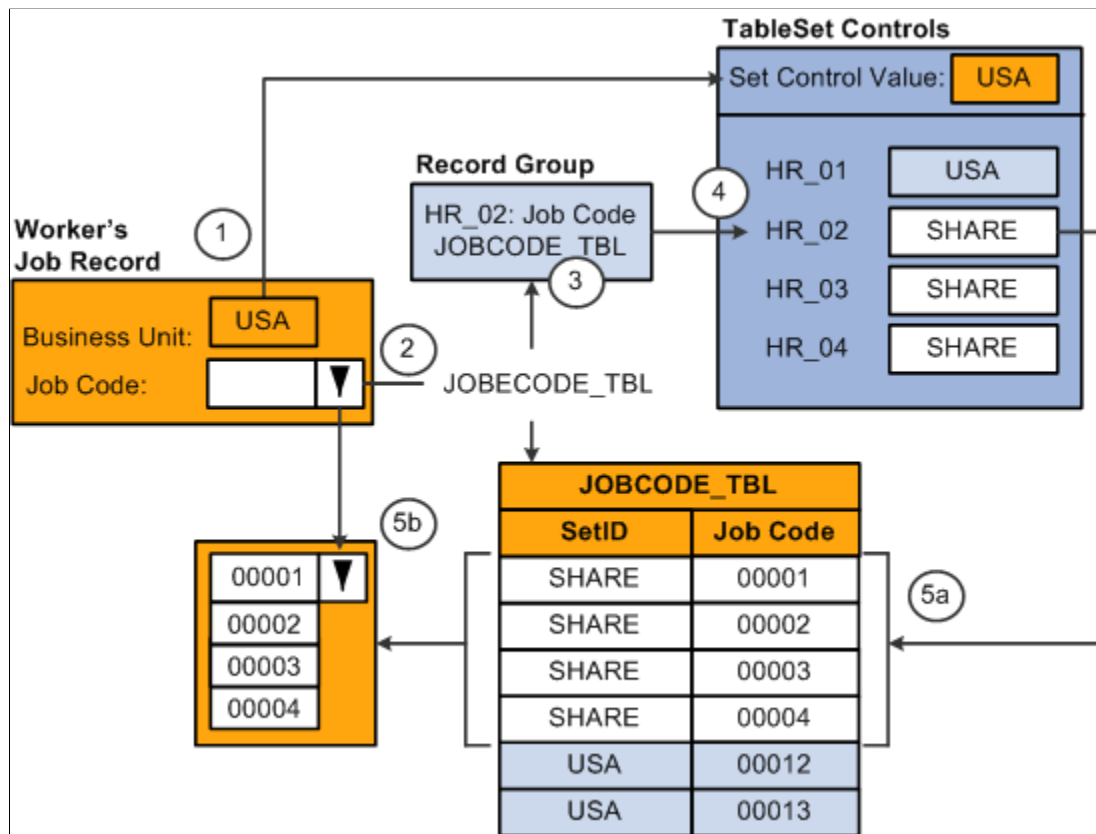 TableSet Controls
Set Control Value: USA
HR_01 USA
HR_02 SHARE
HR_03 SHARE
HR_04 SHARE
4
Record Group
HR_02: Job Code
JOBCODE_TBL
3
1
Worker's
Job Record
Business Unit: USA
Job Code:
2
JOBECODE_TBL
JOBCODE_TBL
SetID Job Code
SHARE 00001
SHARE 00002
SHARE 00003
SHARE 00004
USA 00012
USA 00013
5a
5b
00001
00002
00003
00004